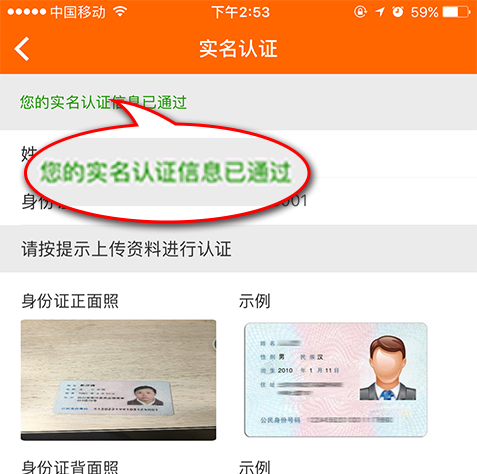 中国移动 下午2:53 59%
实名认证
您的实名认证信息已通过
姓
您的实名认证信息已通过
身份 001
请按提示上传资料进行认证
身份证正面照 示例
姓名
性别 男 民族 汉
出生 2010 年 1 月 11 日
住址
公民身份号码
身份证背面照 示例